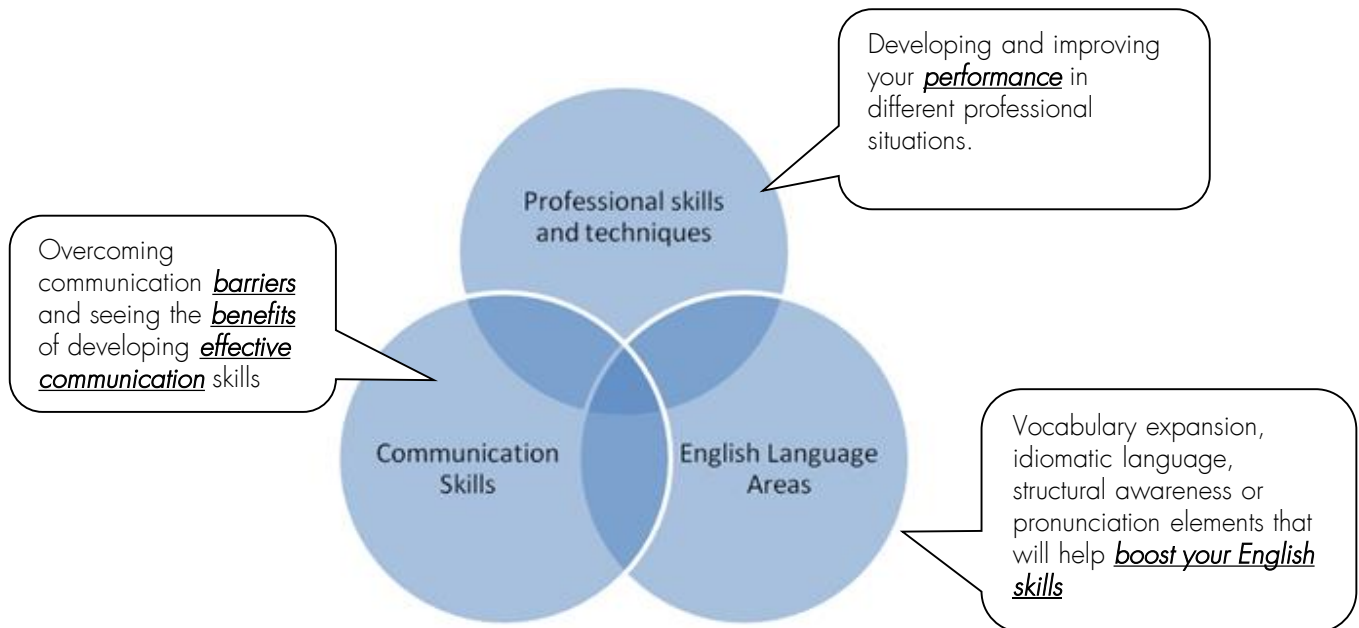 Developing and improving
your performance in
different professional
situations.
Professional skills
and techniques
Overcoming
communication barriers
and seeing the benefits
of developing effective
communication skills
Communication
Skills
English Language
Areas
Vocabulary expansion,
idiomatic language,
structural awareness or
pronunciation elements that
will help boost your English
skills